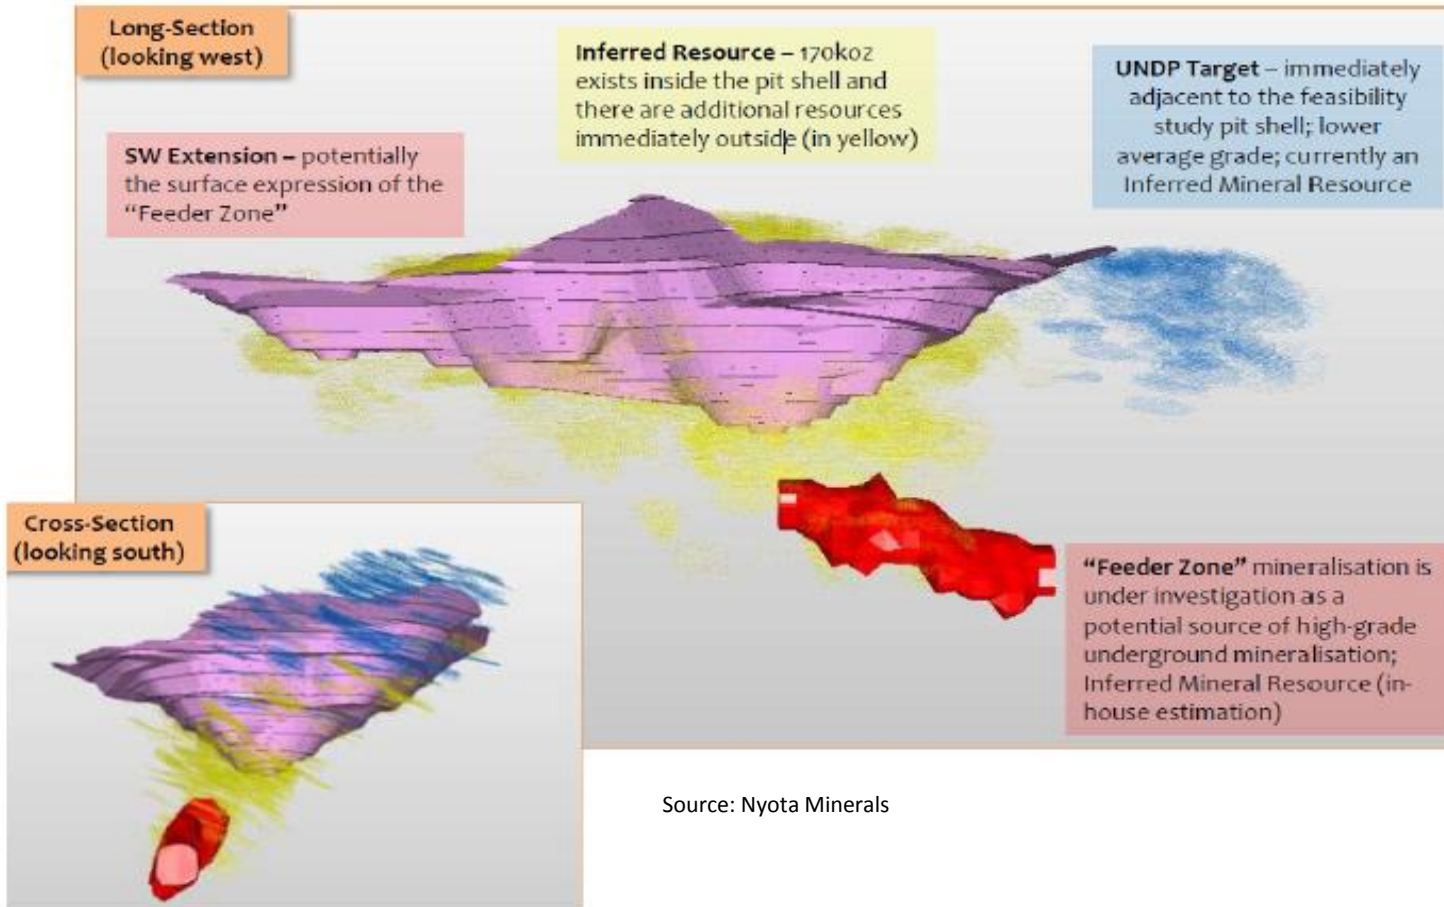 Long-Section
(looking west)
Inferred Resource – 170koz
exists inside the pit shell and
there are additional resources
immediately outside (in yellow)
UNDP Target – immediately
adjacent to the feasibility
study pit shell; lower
average grade; currently an
Inferred Mineral Resource
SW Extension – potentially
the surface expression of the
“Feeder Zone”
Cross-Section
(looking south)
“Feeder Zone” mineralisation is
under investigation as a
potential source of high-grade
underground mineralisation;
Inferred Mineral Resource (in-
house estimation)
Source: Nyota Minerals